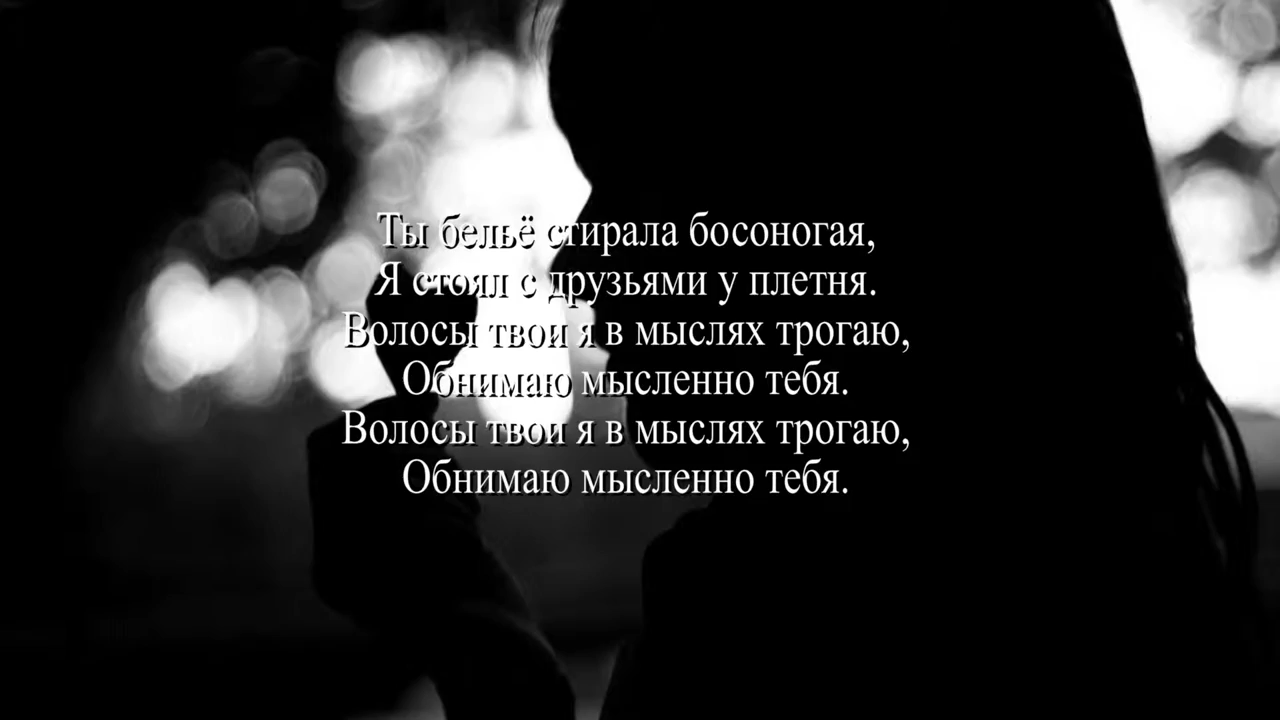 Ты бельё стирала босоногая,
Я стоял с друзьями у плетня.
Волосы твои я в мыслях трогаю,
Обнимаю мысленно тебя.
Волосы твои я в мыслях трогаю,
Обнимаю мысленно тебя.